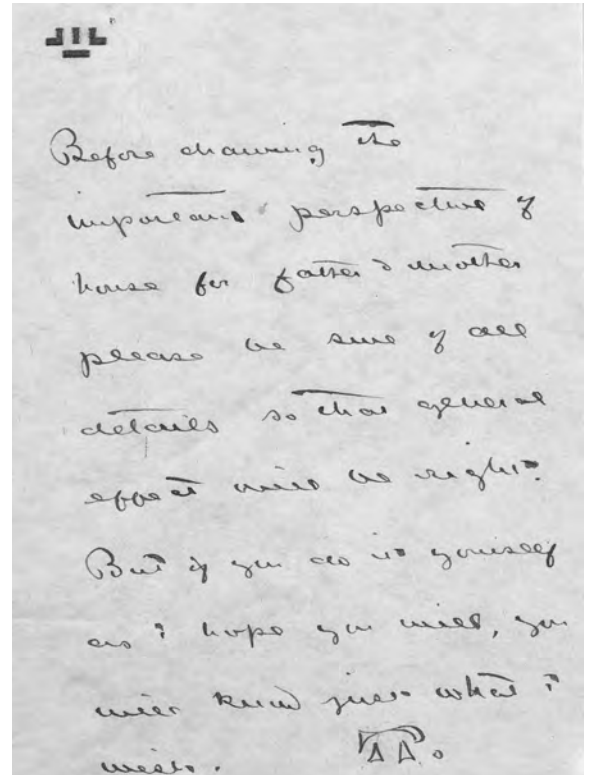 Before drawing the
important perspective of
house for father & mother
please be sure of all
details so that general
effect will be right.
But if you do it yourself
as I hope you will, you
will know just what I